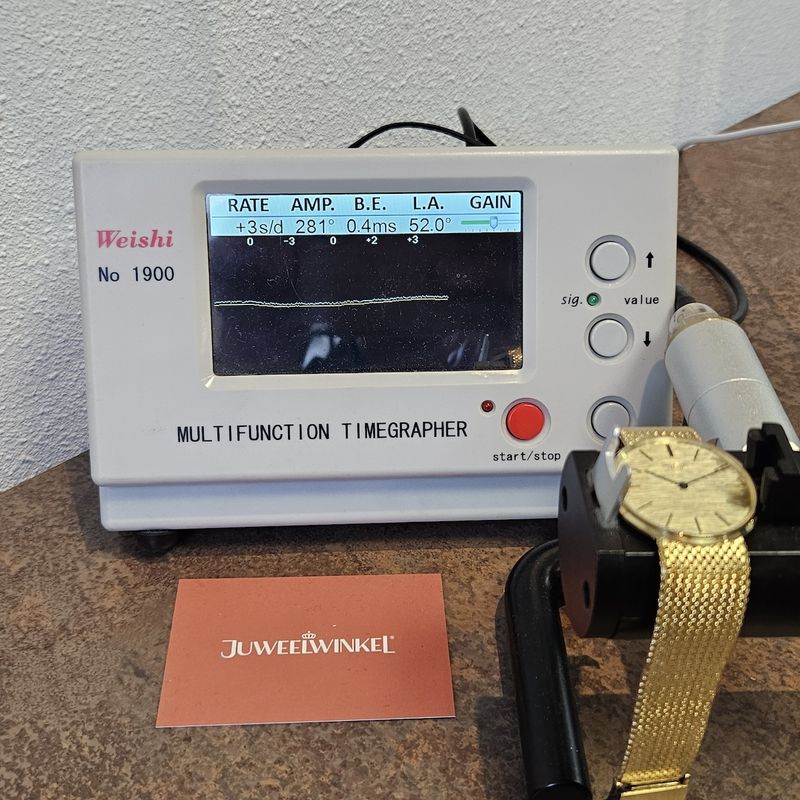 RATE AMP. B.E. L.A. GAIN
+3s/d 281° 0.4ms 52.0°
0 -3 0 +2 +3
Weishi
No 1900
sig. value
MULTIFUNCTION TIMEGRAPHER
start/stop
JUWEELWINKEL®